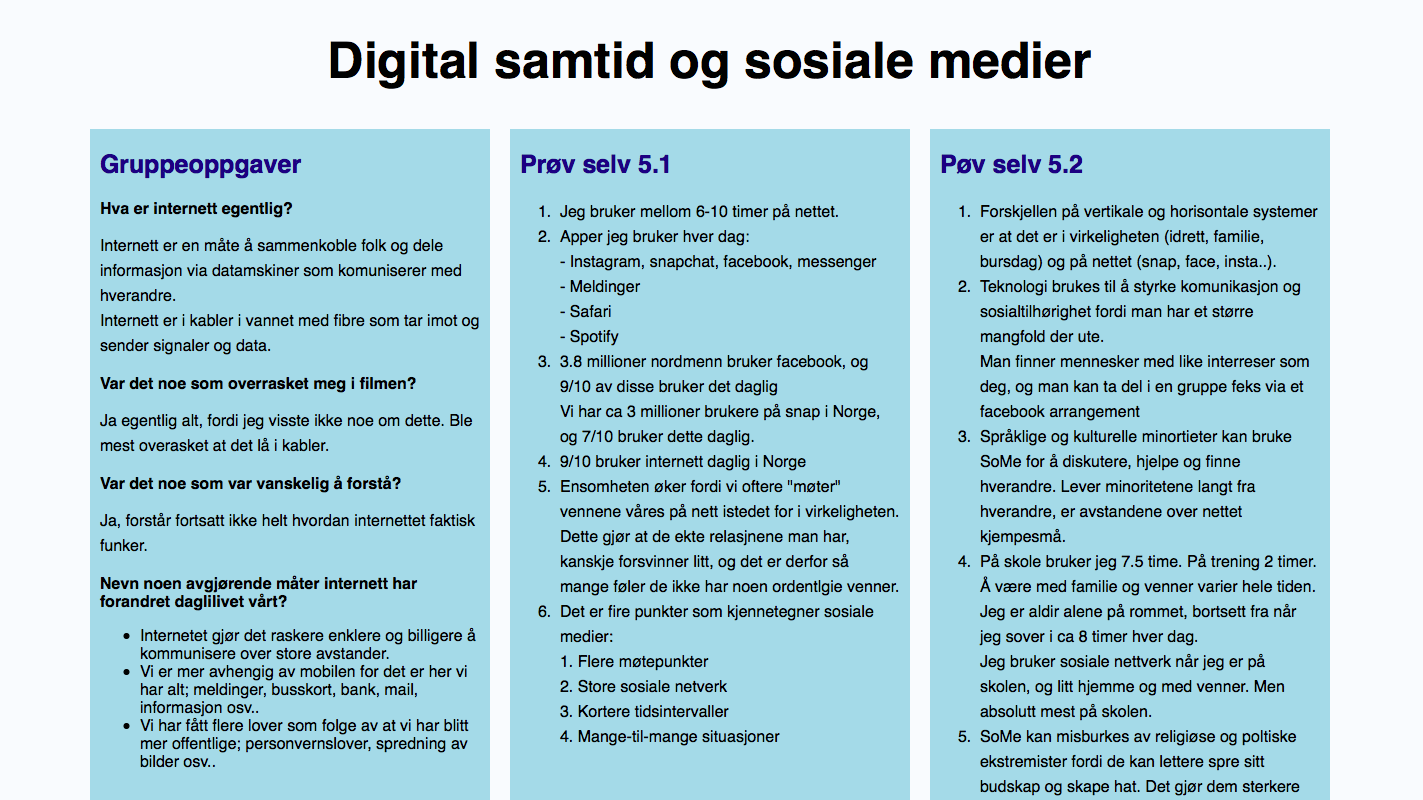 Digital samtid og sosiale medier
Gruppeoppgaver
Hva er internett egentlig?
Internett er en måte å sammenkoble folk og dele
informasjon via datamskiner som komuniserer med
hverandre.
Internett er i kabler i vannet med fibre som tar imot og
sender signaler og data.
Var det noe som overrasket meg i filmen?
Ja egentlig alt, fordi jeg visste ikke noe om dette. Ble
mest overasket at det lå i kabler.
Var det noe som var vanskelig å forstå?
Ja, forstår fortsatt ikke helt hvordan internettet faktisk
funker.
Nevn noen avgjørende måter internett har
forandret daglilivet vårt?
• Internetet gjør det raskere enklere og billigere å
kommunisere over store avstander.
• Vi er mer avhengig av mobilen for det er her vi
har alt; meldinger, busskort, bank, mail,
informasjon osv..
• Vi har fått flere lover som folge av at vi har blitt
mer offentlige; personvernslover, spredning av
bilder osv..
Prøv selv 5.1
1. Jeg bruker mellom 6-10 timer på nettet.
2. Apper jeg bruker hver dag:
- Instagram, snapchat, facebook, messenger
- Meldinger
- Safari
- Spotify
3. 3.8 millioner nordmenn bruker facebook, og
9/10 av disse bruker det daglig
Vi har ca 3 millioner brukere på snap i Norge,
og 7/10 bruker dette daglig.
4. 9/10 bruker internett daglig i Norge
5. Ensomheten øker fordi vi oftere "møter"
vennene våres på nett istedet for i virkeligheten.
Dette gjør at de ekte relasjnene man har,
kanskje forsvinner litt, og det er derfor så
mange føler de ikke har noen ordentlgie venner.
6. Det er fire punkter som kjennetegner sosiale
medier:
1. Flere møtepunkter
2. Store sosiale netverk
3. Kortere tidsintervaller
4. Mange-til-mange situasjoner
Pøv selv 5.2
1. Forskjellen på vertikale og horisontale systemer
er at det er i virkeligheten (idrett, familie,
bursdag) og på nettet (snap, face, insta..).
2. Teknologi brukes til å styrke komunikasjon og
sosialtilhørighet fordi man har et større
mangfold der ute.
Man finner mennesker med like interreser som
deg, og man kan ta del i en gruppe feks via et
facebook arrangement
3. Språklige og kulturelle minortieter kan bruke
SoMe for å diskutere, hjelpe og finne
hverandre. Lever minoritetene langt fra
hverandre, er avstandene over nettet
kjempesmå.
4. På skole bruker jeg 7.5 time. På trening 2 timer.
Å være med familie og venner varier hele tiden.
Jeg er aldir alene på rommet, bortsett fra når
jeg sover i ca 8 timer hver dag.
Jeg bruker sosiale nettverk når jeg er på
skolen, og litt hjemme og med venner. Men
absolutt mest på skolen.
5. SoMe kan misburkes av religiøse og poltiske
ekstremister fordi de kan lettere spre sitt
budskap og skape hat. Det gjør dem sterkere